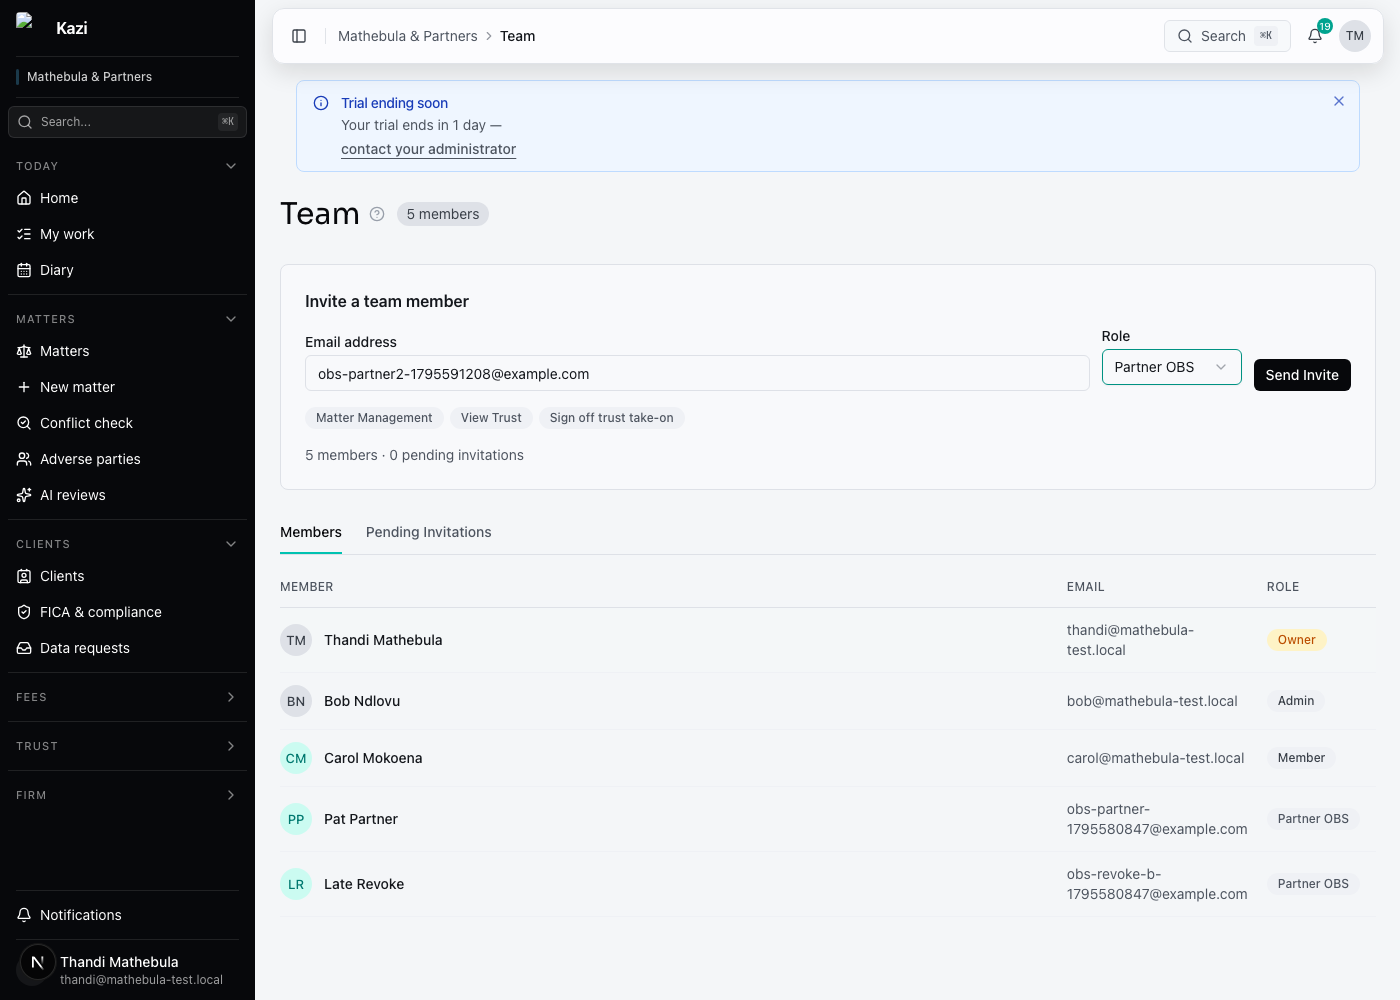 Kazi
Mathebula & Partners
Search...
⌘K
TODAY
Home
My work
Diary
MATTERS
Matters
New matter
Conflict check
Adverse parties
AI reviews
CLIENTS
Clients
FICA & compliance
Data requests
FEES
TRUST
FIRM
Notifications
N
Thandi Mathebula
thandi@mathebula-test.local
Mathebula & Partners > Team
Search ⌘K
19
TM
Trial ending soon
Your trial ends in 1 day —
contact your administrator
Team
5 members
Invite a team member
Email address
obs-partner2-1795591208@example.com
Role
Partner OBS
Send Invite
Matter Management
View Trust
Sign off trust take-on
5 members · 0 pending invitations
Members
Pending Invitations
MEMBER EMAIL ROLE
TM Thandi Mathebula thandi@mathebula-
test.local Owner
BN Bob Ndlovu bob@mathebula-test.local Admin
CM Carol Mokoena carol@mathebula-test.local Member
PP Pat Partner obs-partner-
1795580847@example.com Partner OBS
LR Late Revoke obs-revoke-b-
1795580847@example.com Partner OBS